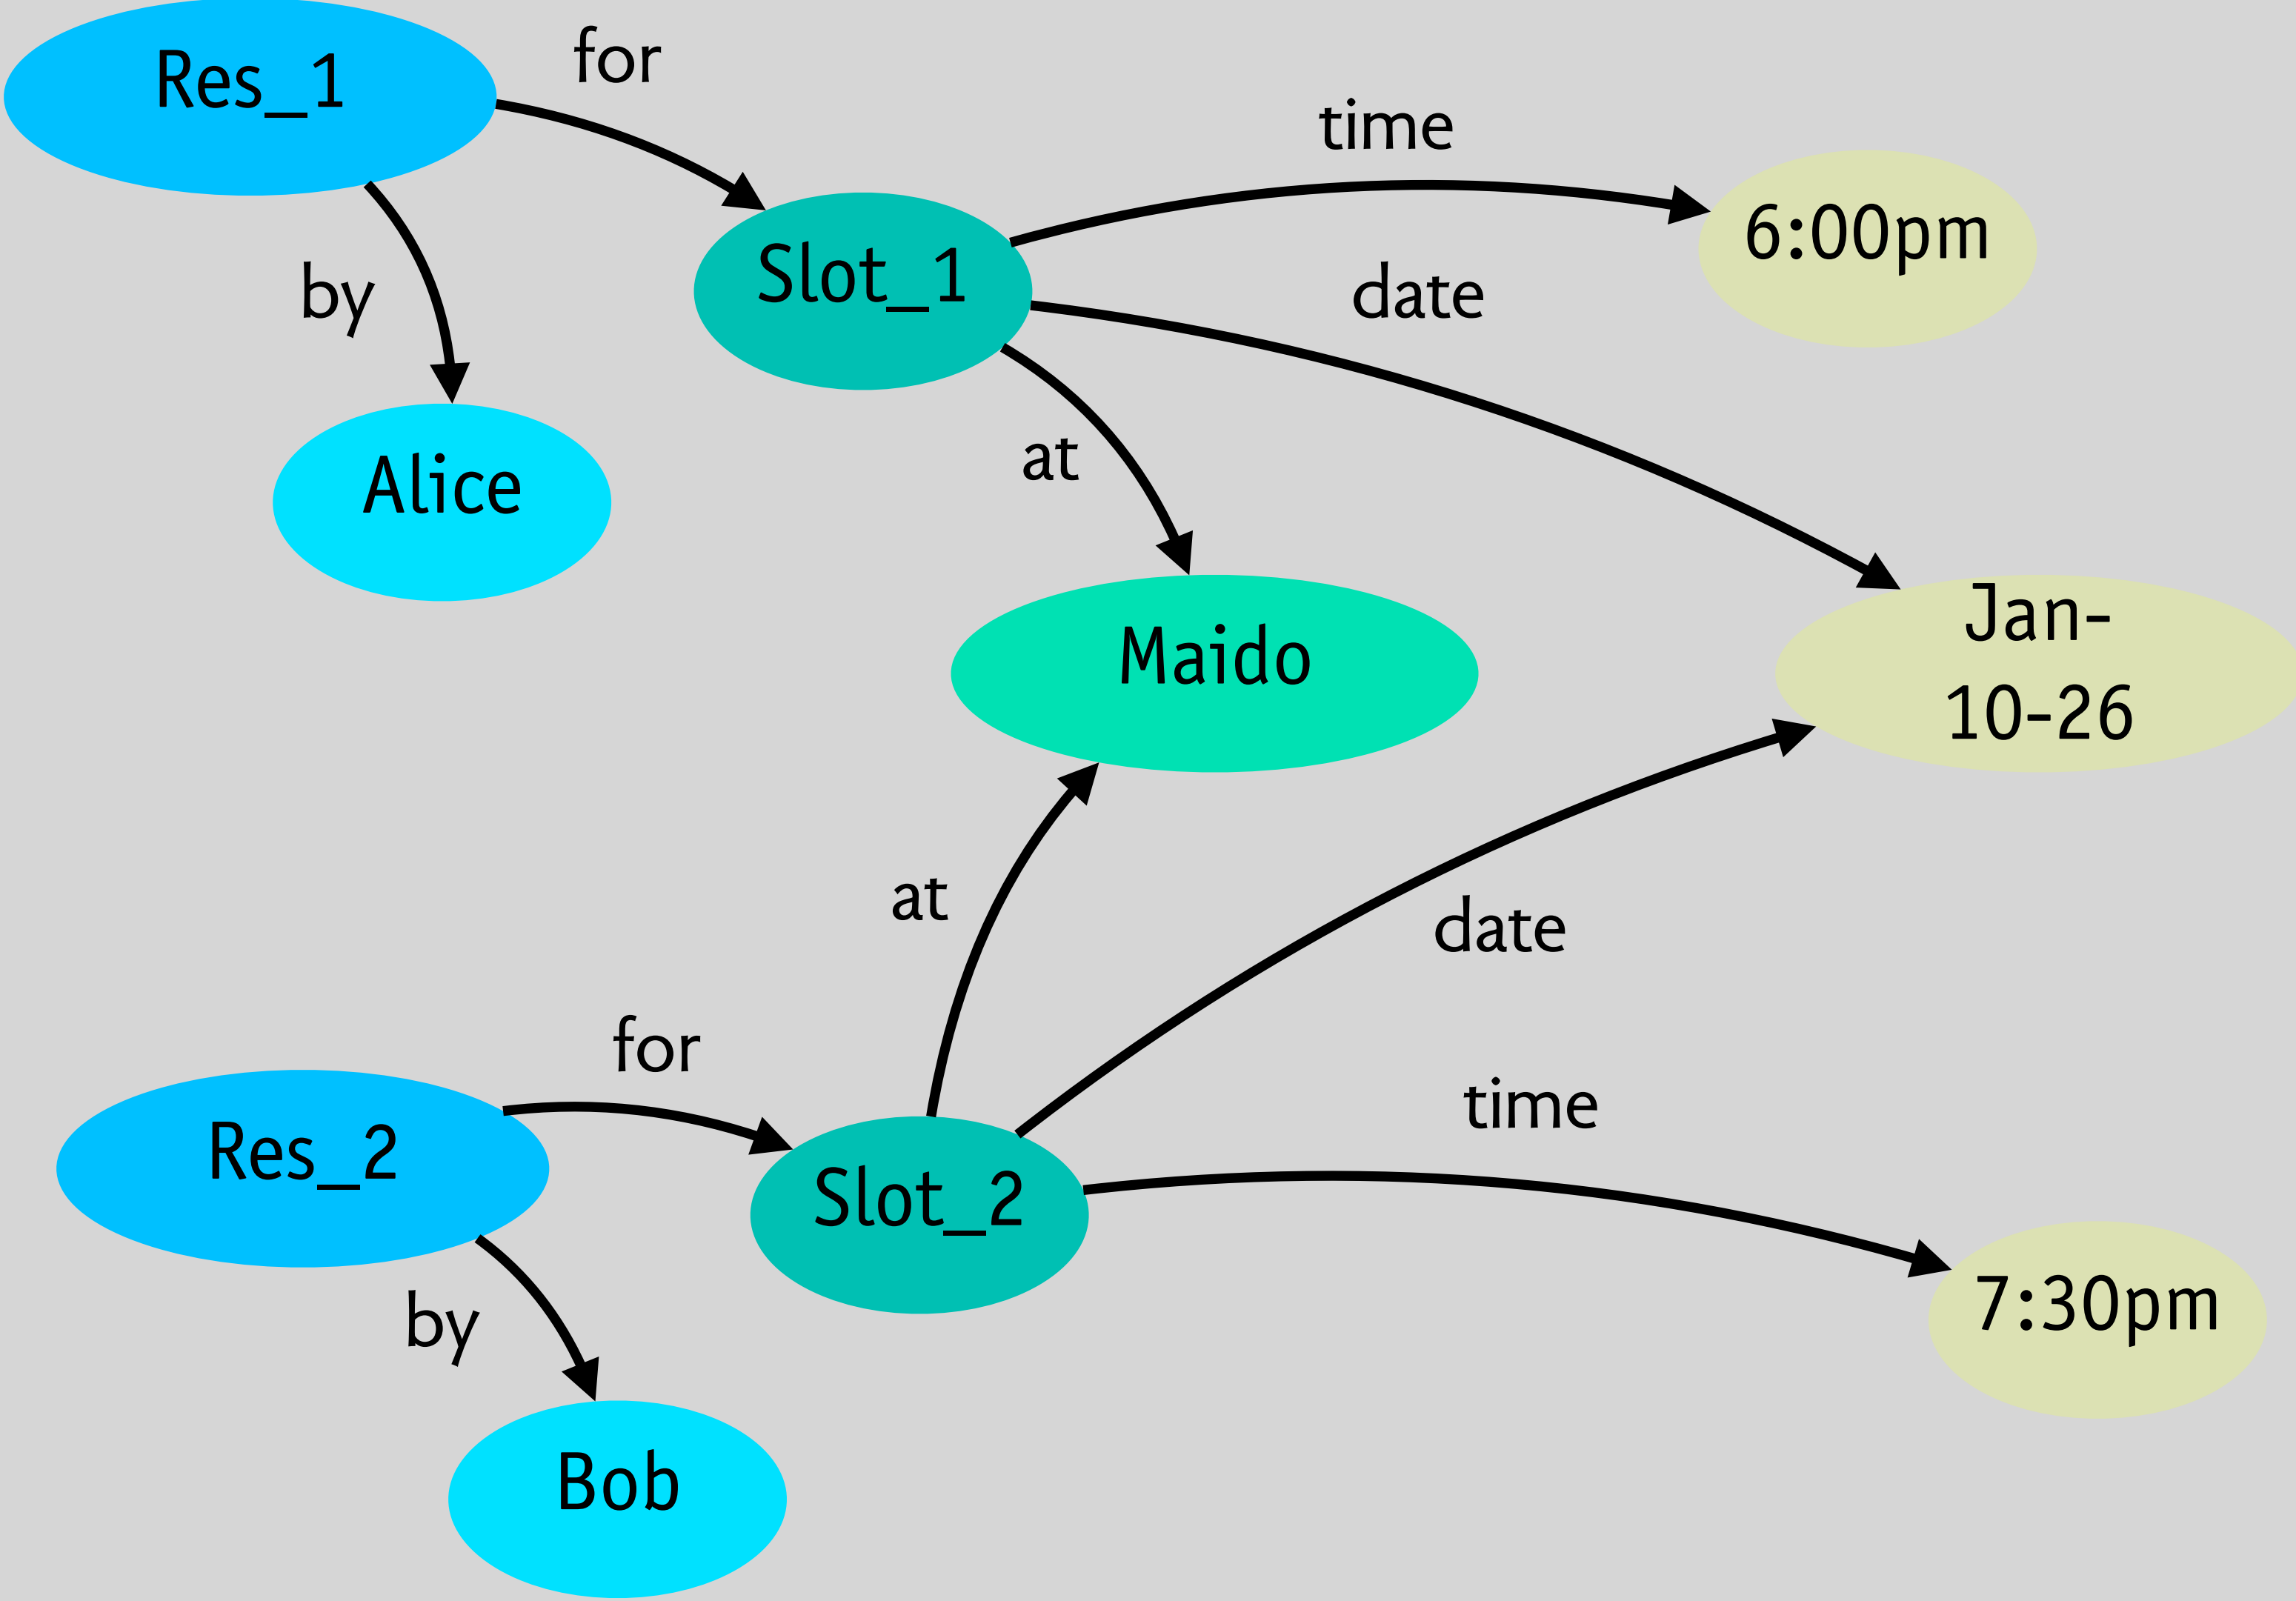 Res_1
for
time
6:00pm
Slot_1
date
by
at
Alice
Maido
Jan-
10-26
at
date
for
time
Res_2
Slot_2
7:30pm
by
Bob